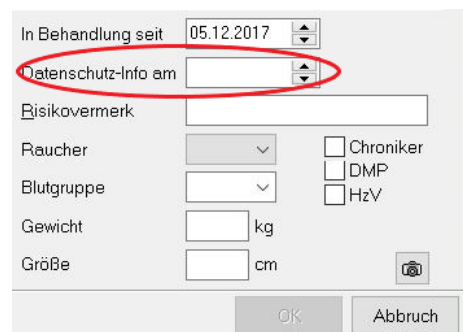 In Behandlung seit 05.12.2017
Datenschutz-Info am
Risikovermerk
Raucher Chroniker
DMP
Blutgruppe HzV
Gewicht kg
Größe cm
OK Abbruch